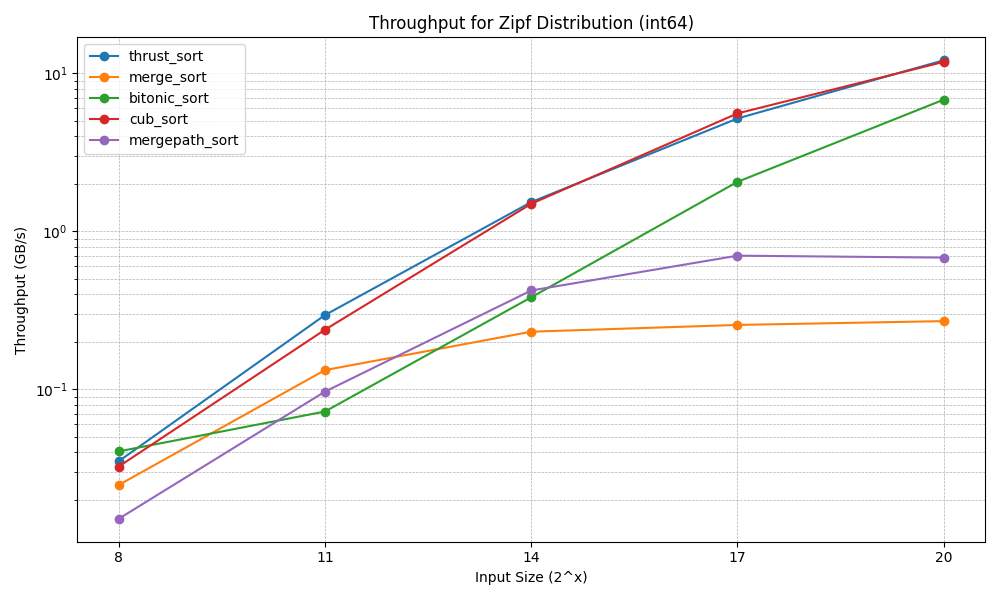 Throughput for Zipf Distribution (int64)
thrust_sort
merge_sort
bitonic_sort
cub_sort
mergepath_sort
Throughput (GB/s)
10^1
10^0
10^-1
8 11 14 17 20
Input Size (2^x)